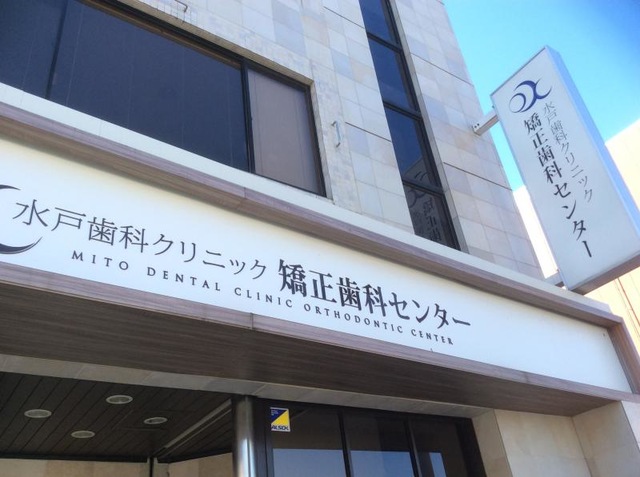 水戸歯科クリニック 矯正歯科センター
MITO DENTAL CLINIC ORTHODONTIC CENTER
水戸歯科クリニック
矯正歯科センター
ALSOK